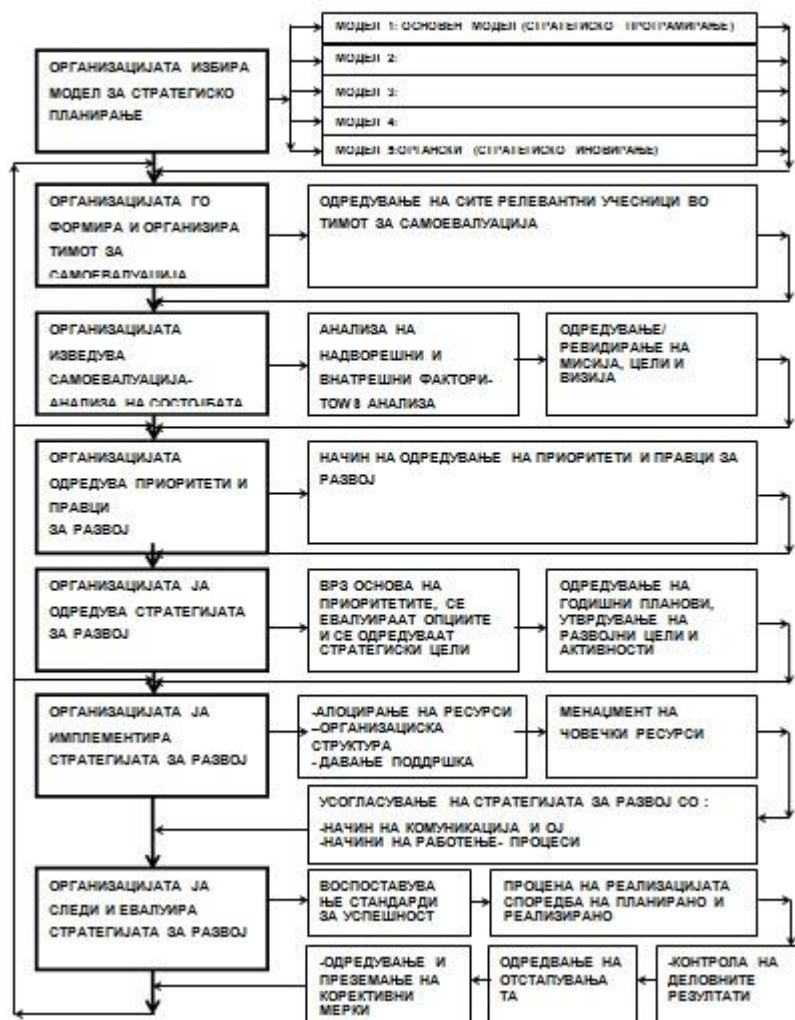 МОДЕЛ 1: ОСНОВЕН МОДЕЛ (СТРАТЕГИСКО ПРОГРАМИРАЊЕ)
МОДЕЛ 2:
МОДЕЛ 3:
МОДЕЛ 4:
МОДЕЛ 5:ОРГАНСКИ (СТРАТЕГИСКО ИНОВИРАЊЕ)
ОРГАНИЗАЦИЈАТА ИЗБИРА
МОДЕЛ ЗА СТРАТЕГИСКО
ПЛАНИРАЊЕ
ОРГАНИЗАЦИЈАТА ГО
ФОРМИРА И ОРГАНИЗИРА
ТИМОТ ЗА
САМОЕВАЛУАЦИЈА
ОДРЕДУВАЊЕ НА СИТЕ РЕЛЕВАНТНИ УЧЕСНИЦИ ВО
ТИМОТ ЗА САМОЕВАЛУАЦИЈА
ОРГАНИЗАЦИЈАТА
ИЗВЕДУВА
САМОЕВАЛУАЦИЈА-
АНАЛИЗА НА СОСТОЈБАТА
АНАЛИЗА НА
НАДВОРЕШНИ И
ВНАТРЕШНИ ФАКТОРИ-
TOWS АНАЛИЗА
ОДРЕДУВАЊЕ/
РЕВИДИРАЊЕ НА
МИСИЈА, ЦЕЛИ И
ВИЗИЈА
ОРГАНИЗАЦИЈАТА
ОДРЕДУВА ПРИОРИТЕТИ И
ПРАВЦИ
ЗА РАЗВОЈ
НАЧИН НА ОДРЕДУВАЊЕ НА ПРИОРИТЕТИ И ПРАВЦИ ЗА
РАЗВОЈ
ОРГАНИЗАЦИЈАТА ЈА
ОДРЕДУВА СТРАТЕГИЈАТА
ЗА РАЗВОЈ
ВРЗ ОСНОВА НА
ПРИОРИТЕТИТЕ, СЕ
ЕВАЛУИРААТ ОПЦИИТЕ
И СЕ ОДРЕДУВААТ
СТРАТЕГИСКИ ЦЕЛИ
ОДРЕДУВАЊЕ НА
ГОДИШНИ ПЛАНОВИ,
УТВРДУВАЊЕ НА
РАЗВОЈНИ ЦЕЛИ И
АКТИВНОСТИ
ОРГАНИЗАЦИЈАТА ЈА
ИМПЛЕМЕНТИРА
СТРАТЕГИЈАТА ЗА РАЗВОЈ
-АЛОЦИРАЊЕ НА РЕСУРСИ
–ОРГАНИЗАЦИСКА
СТРУКТУРА
- ДАВАЊЕ ПОДДРШКА
МЕНАЏМЕНТ НА
ЧОВЕЧКИ РЕСУРСИ
УСОГЛАСУВАЊЕ НА СТРАТЕГИЈАТА ЗА РАЗВОЈ СО :
-НАЧИН НА КОМУНИКАЦИЈА И ОЈ
-НАЧИНИ НА РАБОТЕЊЕ- ПРОЦЕСИ
ОРГАНИЗАЦИЈАТА ЈА
СЛЕДИ И ЕВАЛУИРА
СТРАТЕГИЈАТА ЗА РАЗВОЈ
ВОСПОСТАВУВА
ЊЕ СТАНДАРДИ
ЗА УСПЕШНОСТ
ПРОЦЕНА НА РЕАЛИЗАЦИЈАТА
СПОРЕДБА НА ПЛАНИРАНО И
РЕАЛИЗИРАНО
-ОДРЕДУВАЊЕ И
ПРЕЗЕМАЊЕ НА
КОРЕКТИВНИ
МЕРКИ
ОДРЕДВАЊЕ НА
ОТСТАПУВАЊА
ТА
-КОНТРОЛА НА
ДЕЛОВНИТЕ
РЕЗУЛТАТИ